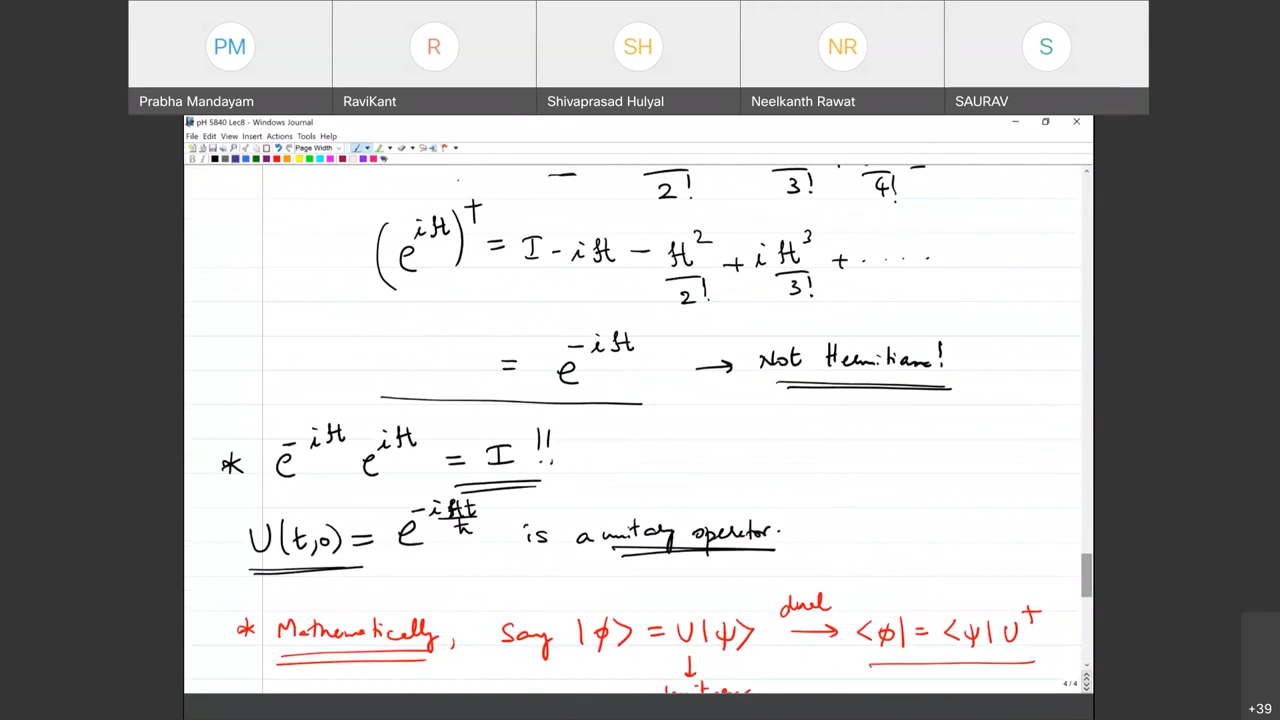 PM R SH NR S
Prabha Mandayam RaviKant Shivaprasad Hulyal Neelkanth Rawat SAURAV
pH 5840 Lec8 - Windows Journal
File Edit View Insert Actions Tools Help
Page Width
B I
2! 3! 4!
(e^{iℋ})^† = I - iℋ - ℋ^2/2! + iℋ^3/3! + .....
= e^{-iℋ} → Not Hermitian!
* e^{-iℋ} e^{iℋ} = I !!
U(t,0) = e^{-iℋt/ħ} is a unitary operator.
* Mathematically, Say |φ> = U|ψ> dual → <φ| = <ψ|U^†
↓
4 / 4
+39